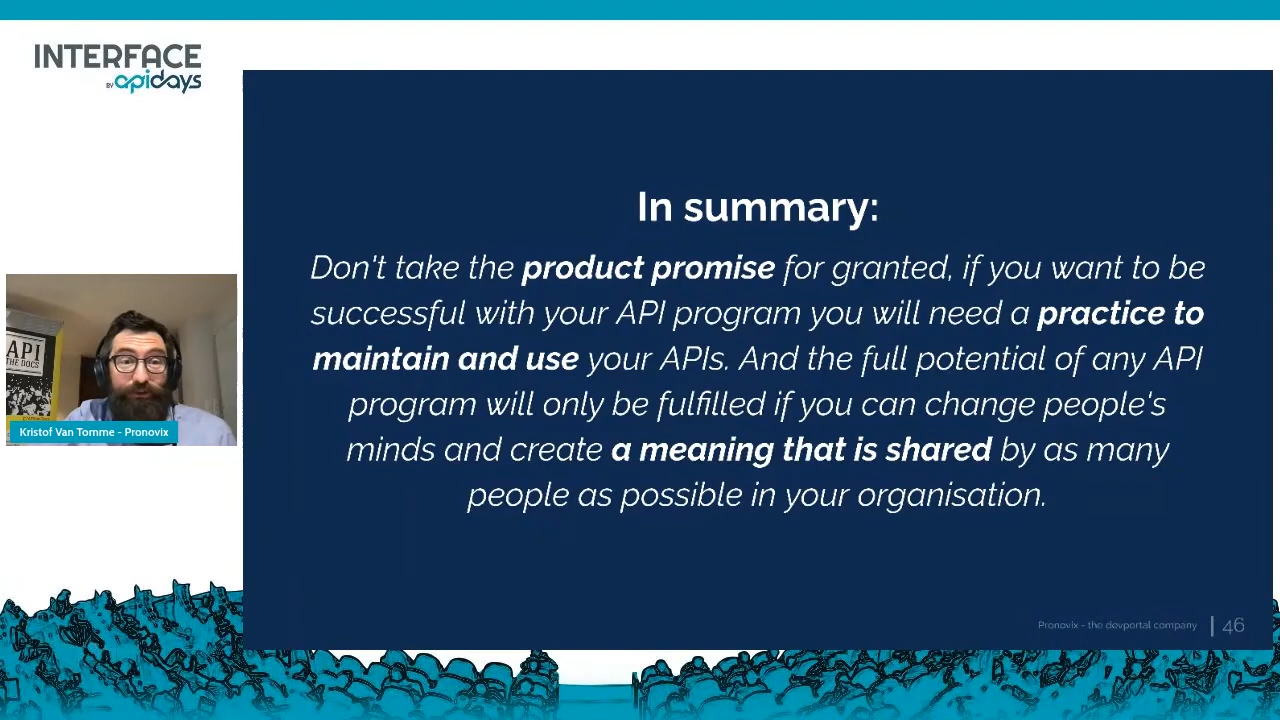 INTERFACE
BY apidays
In summary:
Don't take the product promise for granted, if you want to be
successful with your API program you will need a practice to
maintain and use your APIs. And the full potential of any API
program will only be fulfilled if you can change people's
minds and create a meaning that is shared by as many
people as possible in your organisation.
API
THE DOCS
Kristof Van Tomme - Pronovix
Pronovix - the devportal company
46